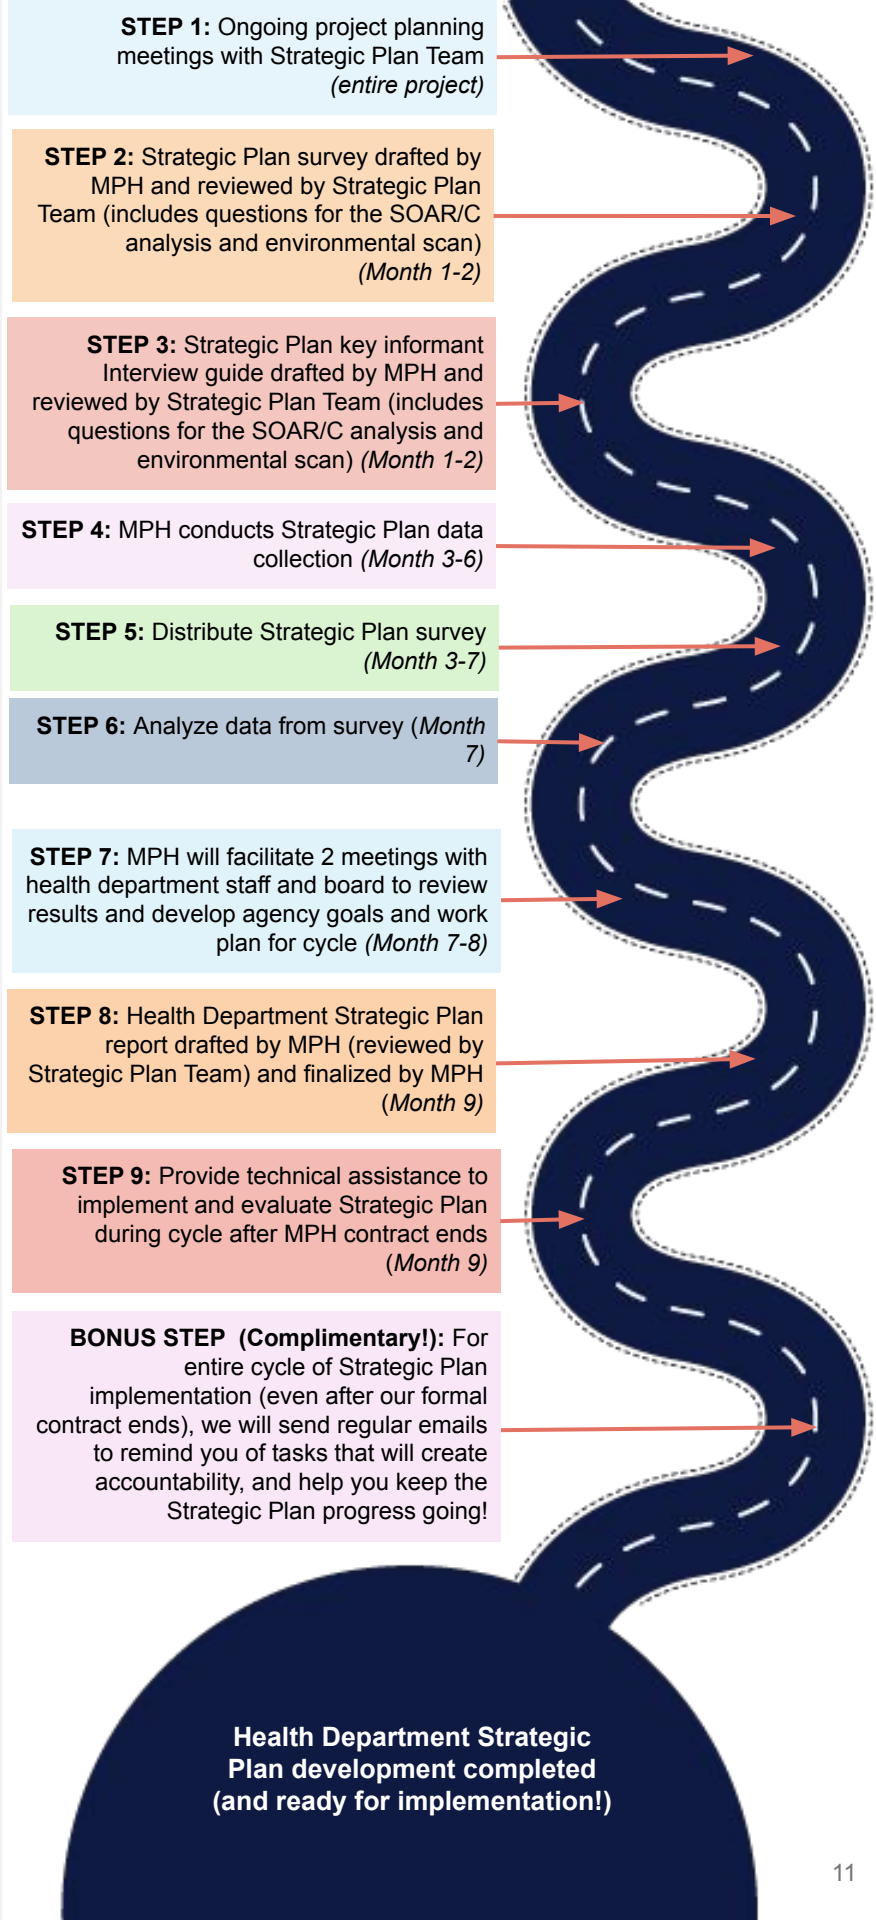 STEP 1: Ongoing project planning
meetings with Strategic Plan Team
(entire project)
STEP 2: Strategic Plan survey drafted by
MPH and reviewed by Strategic Plan
Team (includes questions for the SOAR/C
analysis and environmental scan)
(Month 1-2)
STEP 3: Strategic Plan key informant
Interview guide drafted by MPH and
reviewed by Strategic Plan Team (includes
questions for the SOAR/C analysis and
environmental scan) (Month 1-2)
STEP 4: MPH conducts Strategic Plan data
collection (Month 3-6)
STEP 5: Distribute Strategic Plan survey
(Month 3-7)
STEP 6: Analyze data from survey (Month
7)
STEP 7: MPH will facilitate 2 meetings with
health department staff and board to review
results and develop agency goals and work
plan for cycle (Month 7-8)
STEP 8: Health Department Strategic Plan
report drafted by MPH (reviewed by
Strategic Plan Team) and finalized by MPH
(Month 9)
STEP 9: Provide technical assistance to
implement and evaluate Strategic Plan
during cycle after MPH contract ends
(Month 9)
BONUS STEP (Complimentary!): For
entire cycle of Strategic Plan
implementation (even after our formal
contract ends), we will send regular emails
to remind you of tasks that will create
accountability, and help you keep the
Strategic Plan progress going!
Health Department Strategic
Plan development completed
(and ready for implementation!)
11